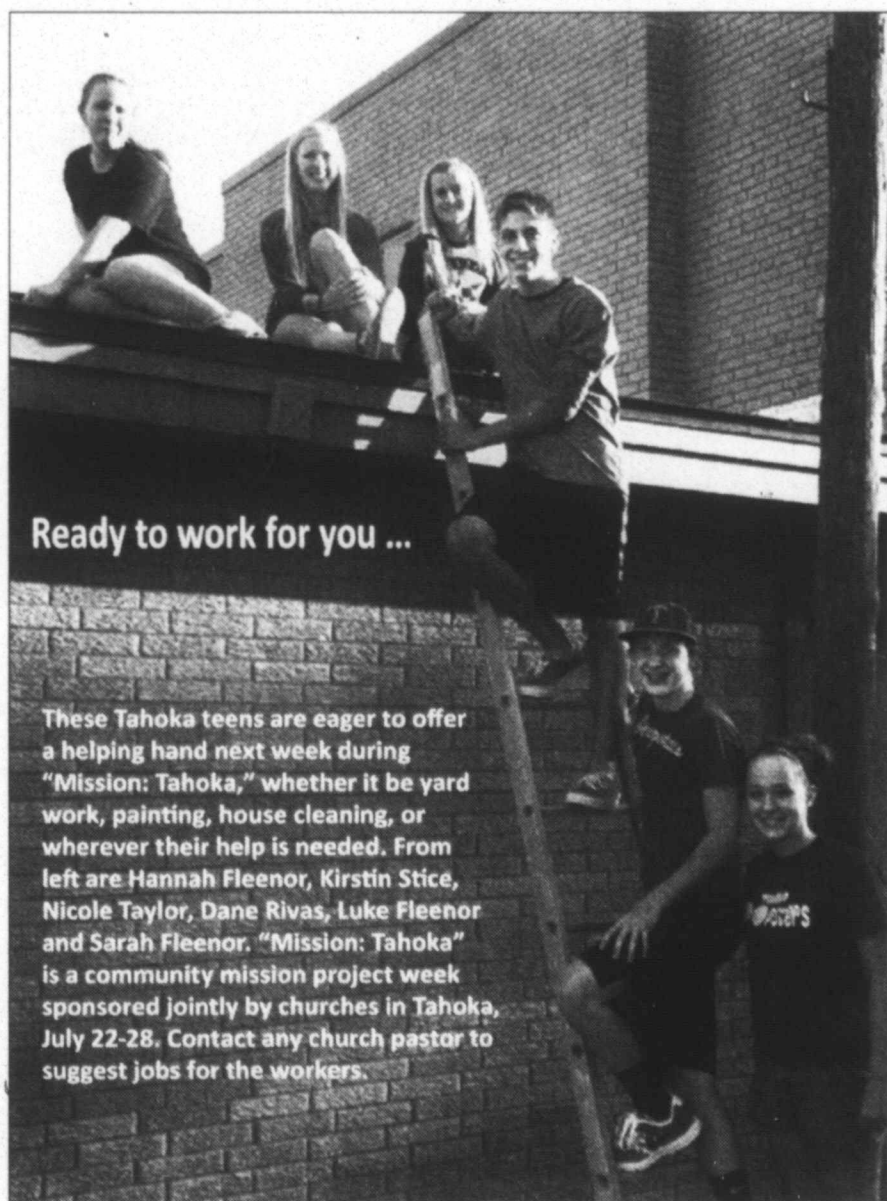 Ready to work for you ...
These Tahoka teens are eager to offer
a helping hand next week during
“Mission: Tahoka,” whether it be yard
work, painting, house cleaning, or
wherever their help is needed. From
left are Hannah Fleenor, Kirstin Stice,
Nicole Taylor, Dane Rivas, Luke Fleenor
and Sarah Fleenor. “Mission: Tahoka”
is a community mission project week
sponsored jointly by churches in Tahoka,
July 22-28. Contact any church pastor to
suggest jobs for the workers.